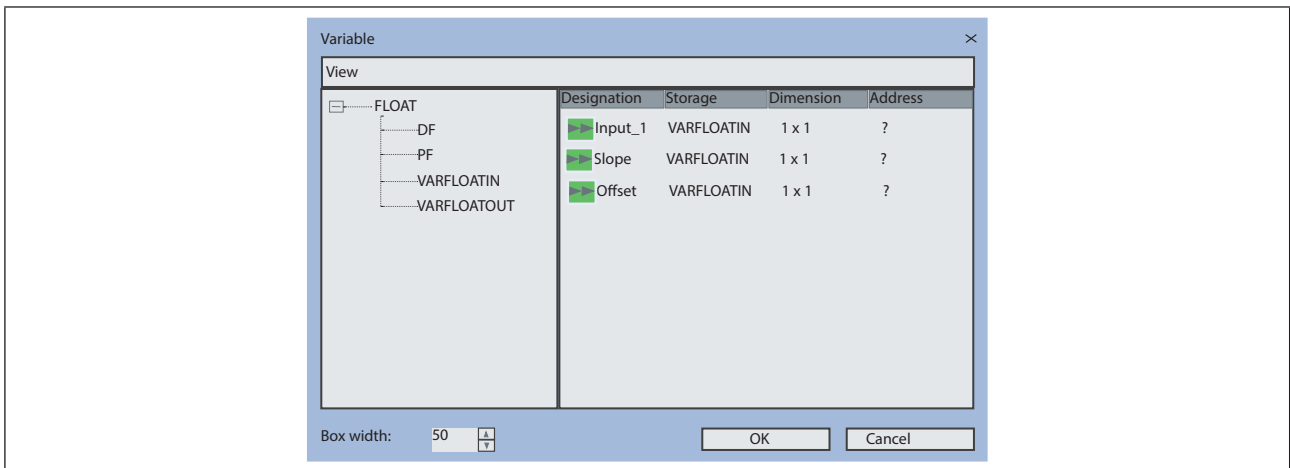 Variable
View
FLOAT
DF
PF
VARFLOATIN
VARFLOATOUT
Designation Storage Dimension Address
Input_1 VARFLOATIN 1 x 1 ?
Slope VARFLOATIN 1 x 1 ?
Offset VARFLOATIN 1 x 1 ?
Box width: 50 OK Cancel